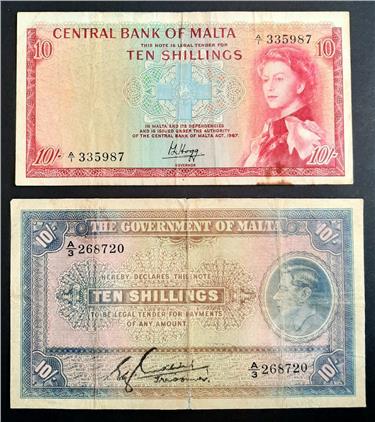 10 CENTRAL BANK OF MALTA 10
THIS NOTE IS LEGAL TENDER FOR
TEN SHILLINGS
A/1 335987
IN MALTA AND ITS DEPENDENCIES
AND IS ISSUED UNDER THE AUTHORITY
OF THE CENTRAL BANK OF MALTA ACT, 1967.
GOVERNOR
10/- A/1 335987 10/-
10/- THE GOVERNMENT OF MALTA 10/-
A/3 268720
HEREBY DECLARES THIS NOTE
TEN SHILLINGS
TO BE LEGAL TENDER FOR PAYMENTS
OF ANY AMOUNT.
A/3 268720
10/- Treasurer. 10/-